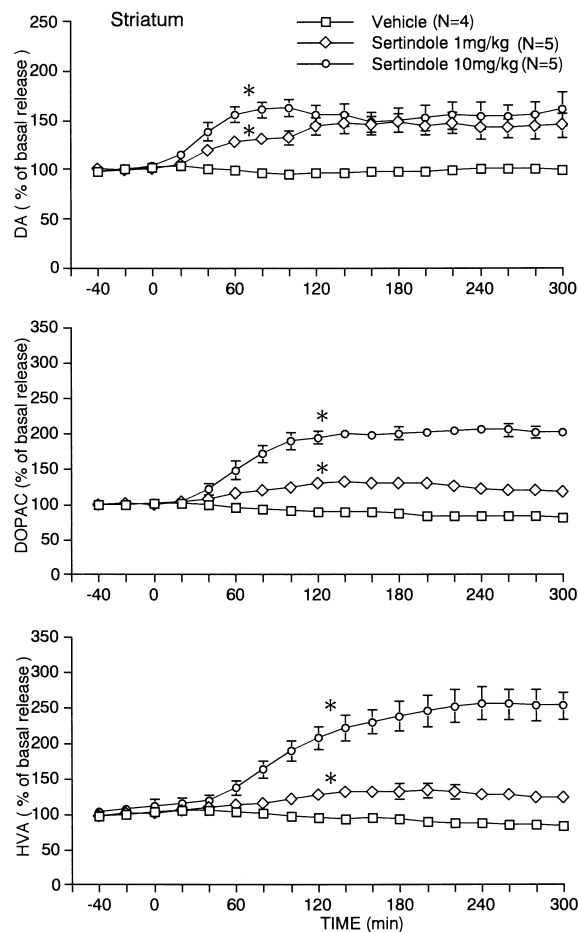 Striatum
Vehicle (N=4)
Sertindole 1mg/kg (N=5)
Sertindole 10mg/kg (N=5)
DA ( % of basal release)
250
200
150
100
50
0
*
*
-40 0 60 120 180 240 300
DOPAC (% of basal release)
350
300
250
200
150
100
50
0
*
*
-40 0 60 120 180 240 300
HVA ( % of basal release )
350
300
250
200
150
100
50
0
*
*
-40 0 60 120 180 240 300
TIME (min)